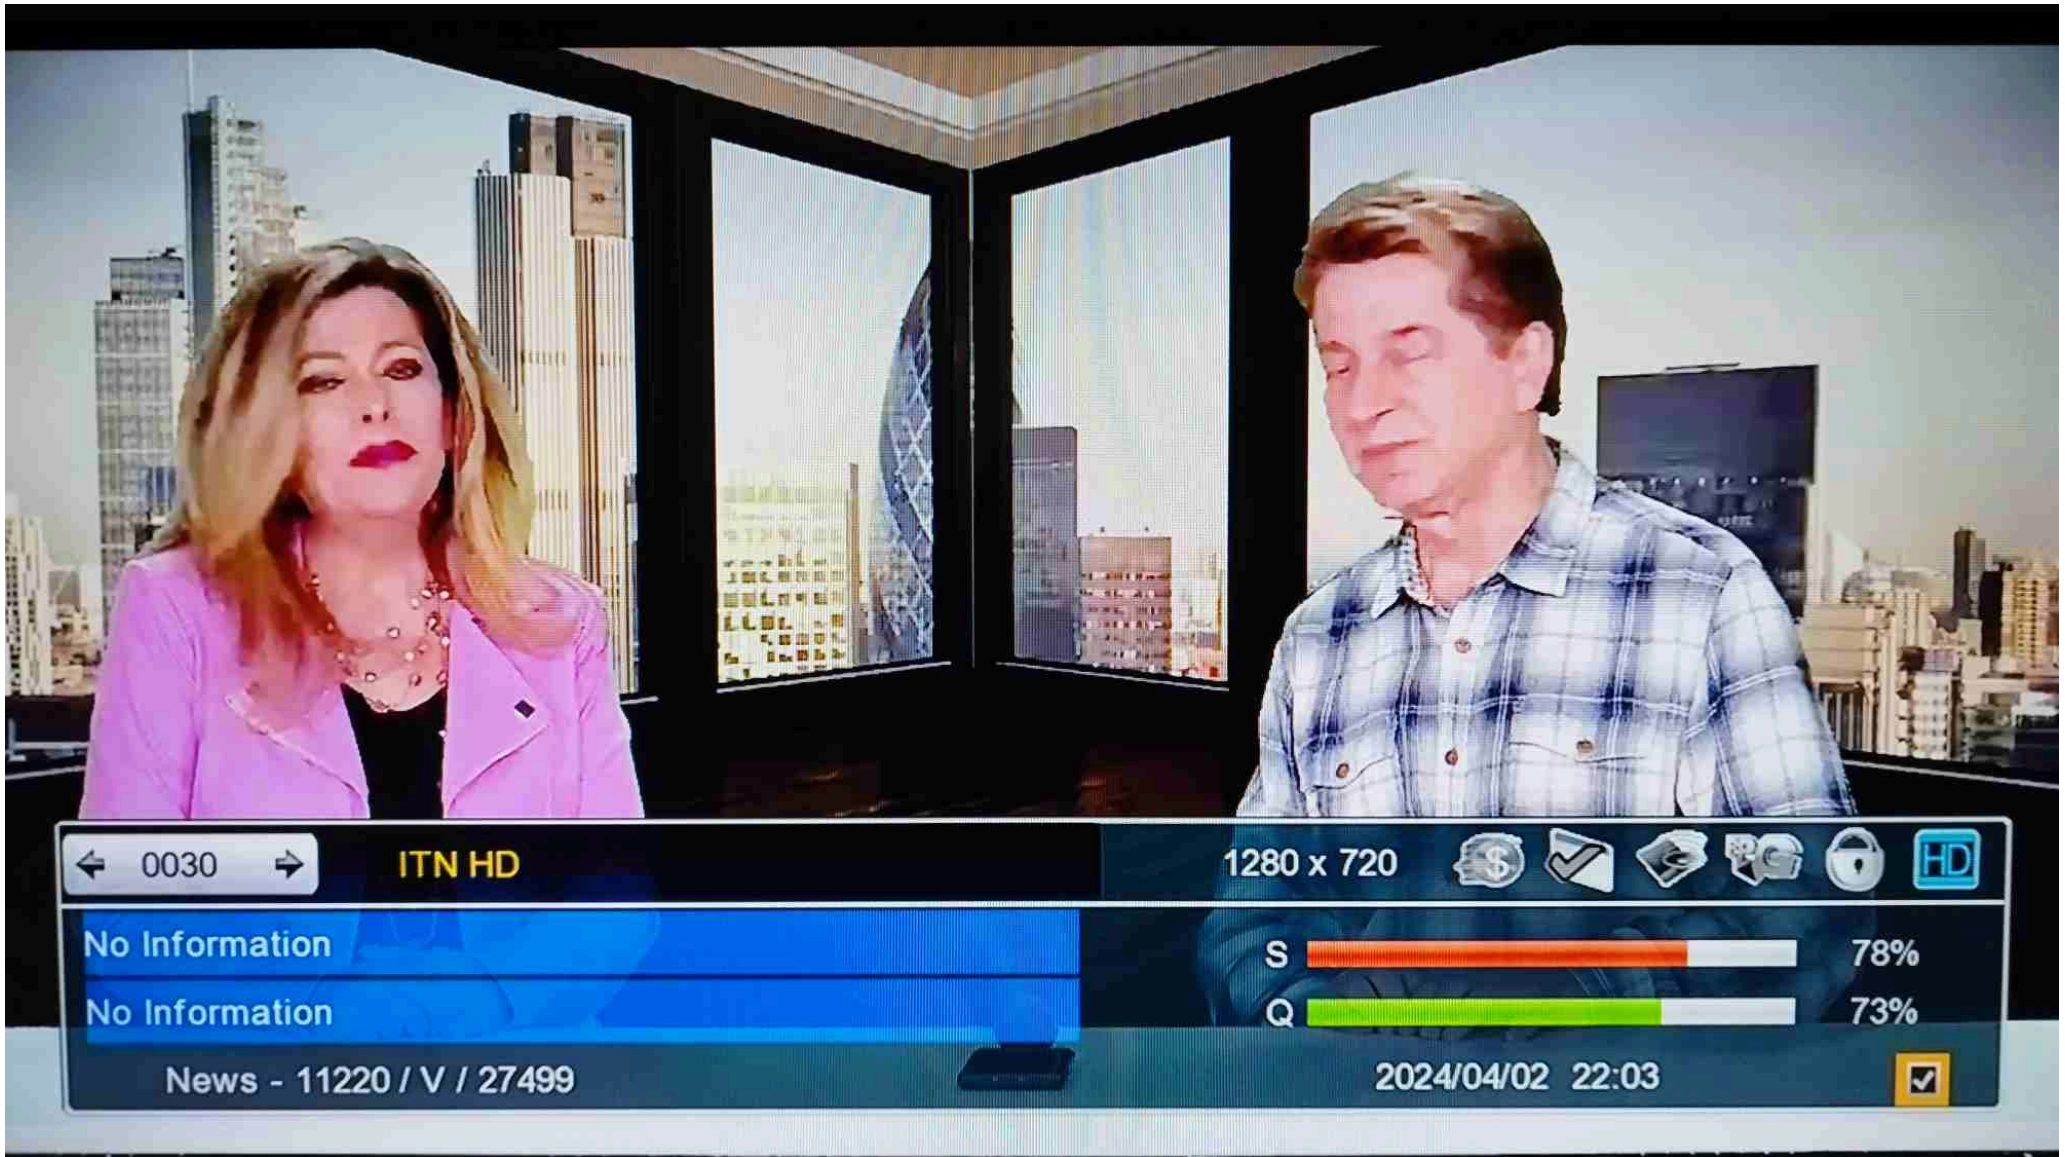 0030
ITN HD
1280 x 720
HD
No Information
S 78%
No Information
Q 73%
News - 11220 / V / 27499
2024/04/02 22:03